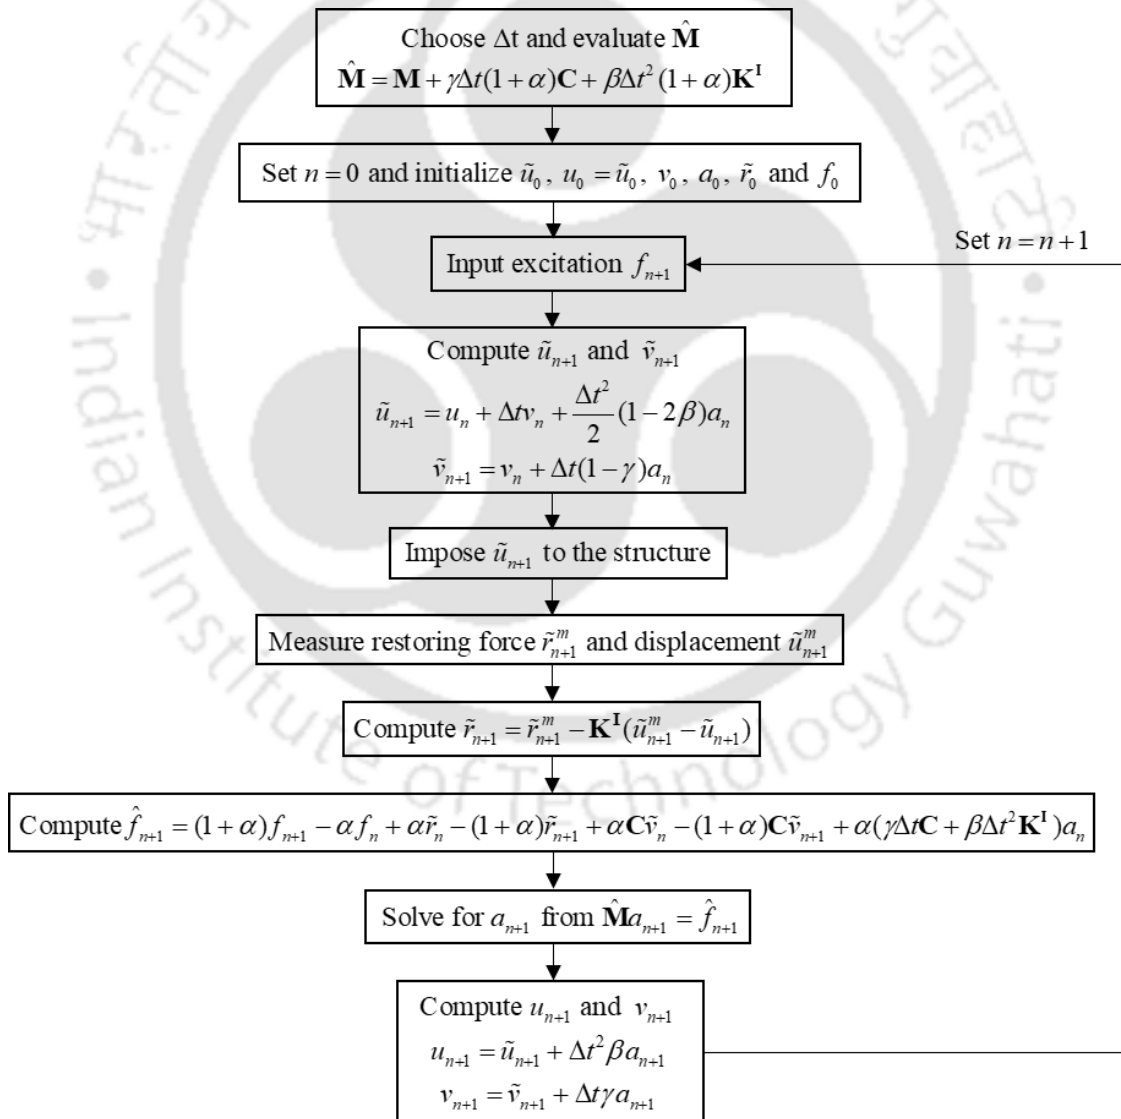 Choose Δt and evaluate M̂
M̂ = M + γΔt(1 + α)C + βΔt²(1 + α)Kᴵ
Set n = 0 and initialize ũ₀ , u₀ = ũ₀ , v₀ , a₀ , r̃₀ and f₀
Set n = n + 1
Input excitation fₙ₊₁
Compute ũₙ₊₁ and ṽₙ₊₁
ũₙ₊₁ = uₙ + Δtvₙ + Δt²/2 (1 − 2β)aₙ
ṽₙ₊₁ = vₙ + Δt(1 − γ)aₙ
Impose ũₙ₊₁ to the structure
Measure restoring force r̃ᵐₙ₊₁ and displacement ũᵐₙ₊₁
Compute r̃ₙ₊₁ = r̃ᵐₙ₊₁ − Kᴵ(ũᵐₙ₊₁ − ũₙ₊₁)
Compute f̂ₙ₊₁ = (1 + α)fₙ₊₁ − αfₙ + αr̃ₙ − (1 + α)r̃ₙ₊₁ + αCṽₙ − (1 + α)Cṽₙ₊₁ + α(γΔtC + βΔt²Kᴵ)aₙ
Solve for aₙ₊₁ from M̂aₙ₊₁ = f̂ₙ₊₁
Compute uₙ₊₁ and vₙ₊₁
uₙ₊₁ = ũₙ₊₁ + Δt²βaₙ₊₁
vₙ₊₁ = ṽₙ₊₁ + Δtγaₙ₊₁
Indian Institute of Technology Guwahati
भारतीय
गुवाहाटी